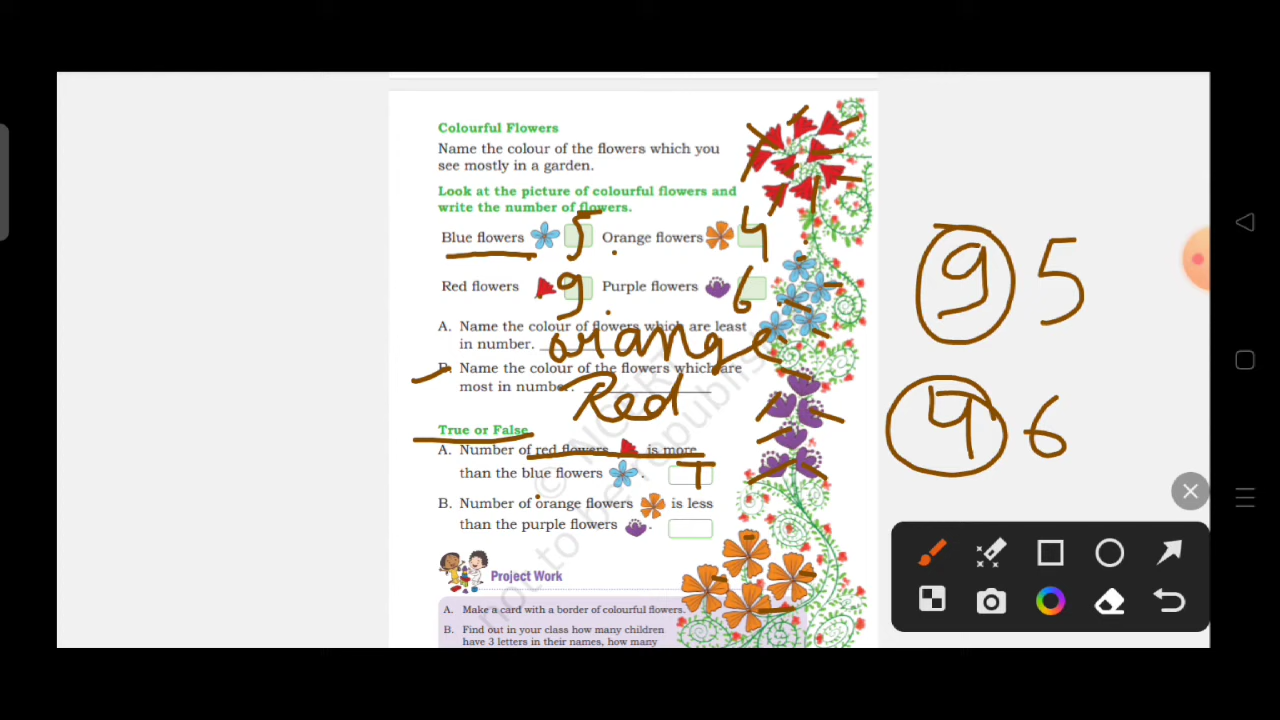 Colourful Flowers
Name the colour of the flowers which you
see mostly in a garden.
Look at the picture of colourful flowers and
write the number of flowers.
Blue flowers 5 Orange flowers 4
Red flowers 9 Purple flowers 6
A. Name the colour of flowers which are least
in number. orange
B. Name the colour of the flowers which are
most in number. Red
True or False
A. Number of red flowers is more
than the blue flowers . T
B. Number of orange flowers is less
than the purple flowers .
Project Work
A. Make a card with a border of colourful flowers.
B. Find out in your class how many children
have 3 letters in their names, how many
9 5
4 6
© NCERT
not to be republished